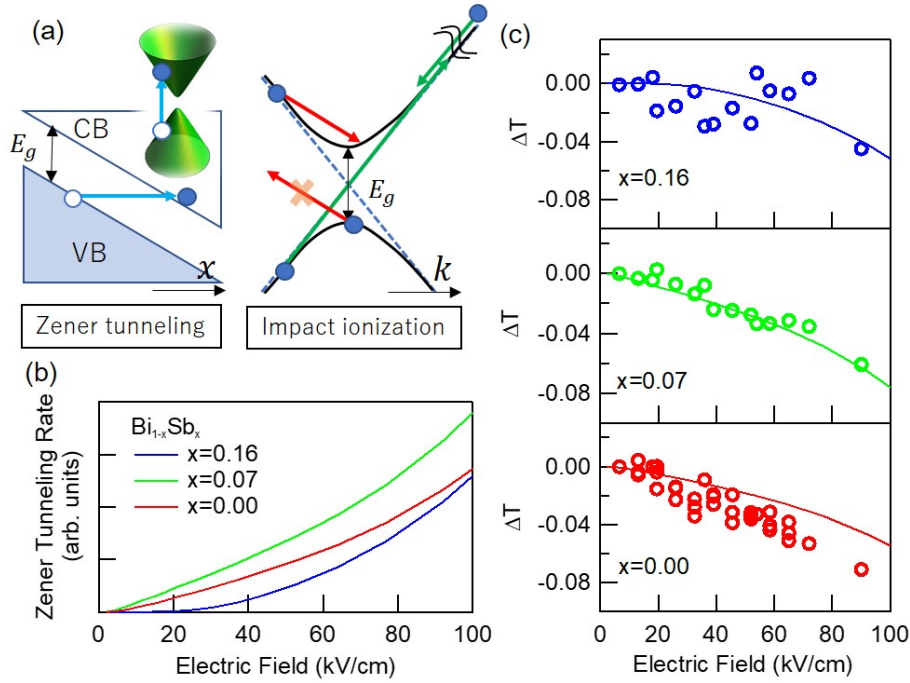 (a)
CB
E_g
VB
x
Zener tunneling
E_g
k
Impact ionization
(b)
Zener Tunneling Rate
(arb. units)
Bi₁₋ₓSbₓ
x=0.16
x=0.07
x=0.00
0 20 40 60 80 100
Electric Field (kV/cm)
(c)
ΔT
0.00
-0.04
-0.08
x=0.16
ΔT
0.00
-0.04
-0.08
x=0.07
ΔT
0.00
-0.04
-0.08
x=0.00
0 20 40 60 80 100
Electric Field (kV/cm)